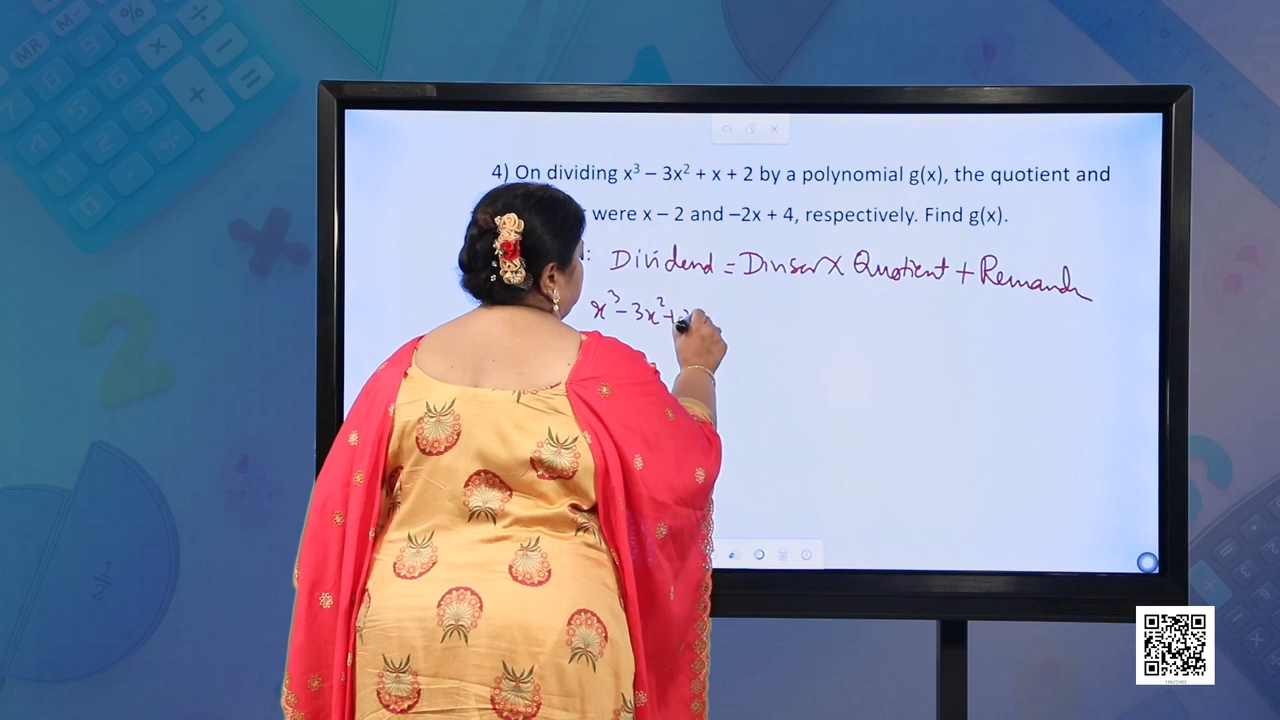 4) On dividing x³ – 3x² + x + 2 by a polynomial g(x), the quotient and
were x – 2 and –2x + 4, respectively. Find g(x).
: Dividend = Divisor X Quotient + Remainder
x³ - 3x² +
1062CH02